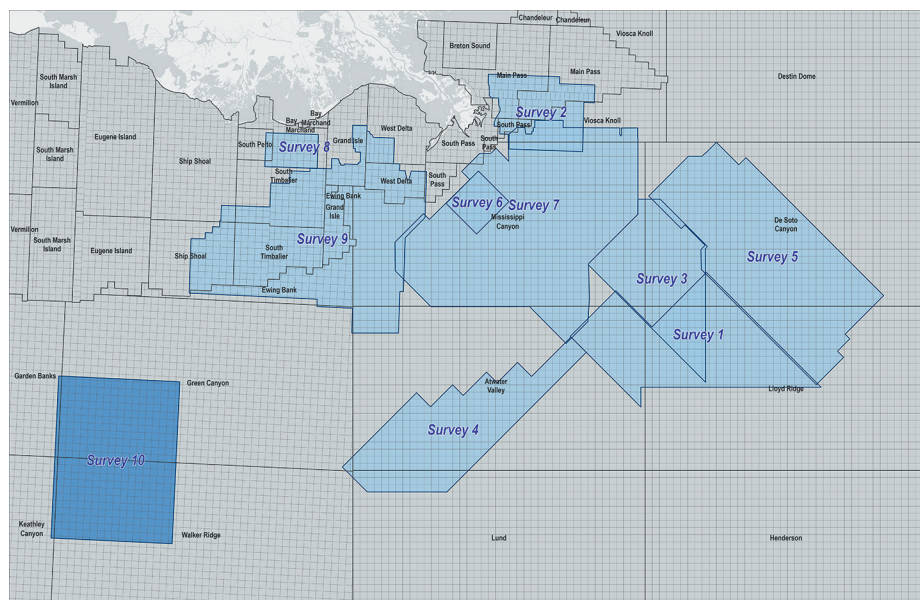 Chandeleur
Chandeleur
Viosca Knoll
Breton Sound
Main Pass
Main Pass
Destin Dome
South Marsh
Island
Vermilion
Eugene Island
Survey 2
Bay
Marchand
Bay
Marchand
West Delta
South Pass
Viosca Knoll
South Pelto
Survey 8
Grand Isle
South Pass
South
Pass
South Marsh
Island
Ship Shoal
South
Timbalier
West Delta
South
Pass
Ewing Bank
Grand
Isle
Survey 6
Survey 7
Mississippi
Canyon
De Soto
Canyon
Vermilion
South Marsh
Island
Eugene Island
Ship Shoal
South
Timbalier
Survey 9
Survey 5
Survey 3
Ewing Bank
Survey 1
Garden Banks
Green Canyon
Atwater
Valley
Lloyd Ridge
Survey 4
Survey 10
Keathley
Canyon
Walker Ridge
Lund
Henderson